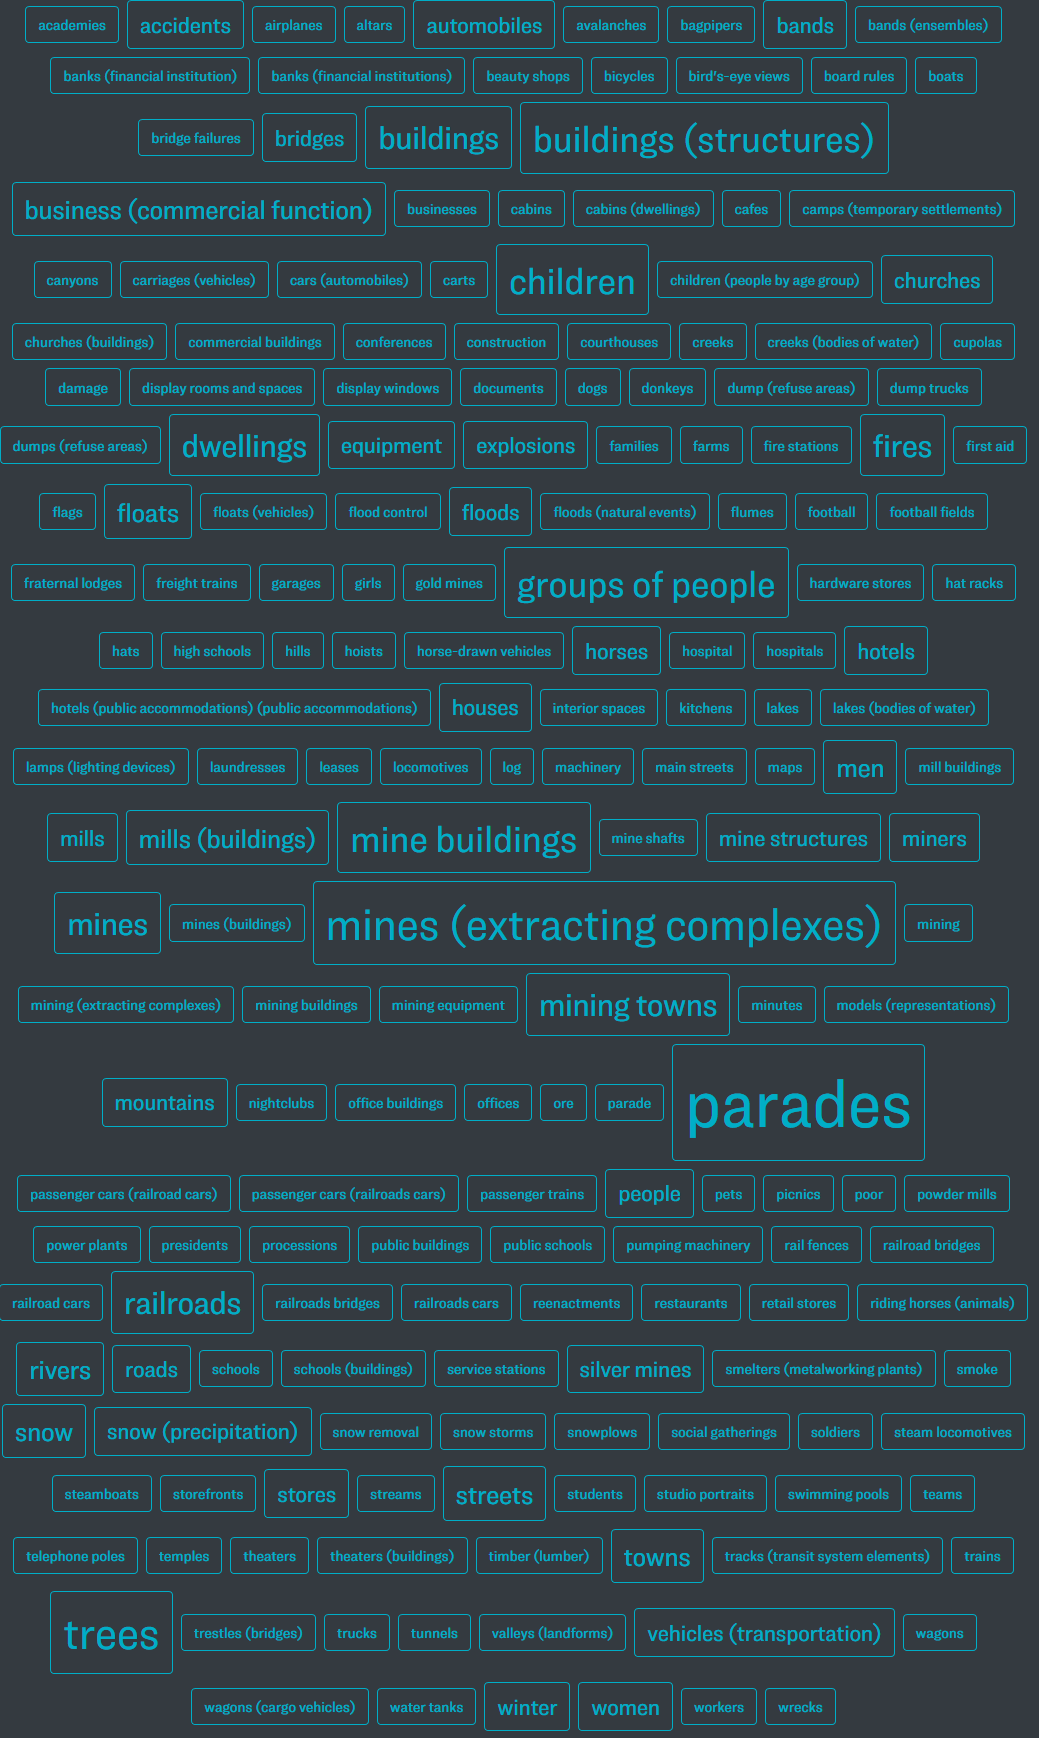 academies accidents airplanes altars automobiles avalanches bagpipers bands bands (ensembles)
banks (financial institution) banks (financial institutions) beauty shops bicycles bird's-eye views board rules boats
bridge failures bridges buildings buildings (structures)
business (commercial function) businesses cabins cabins (dwellings) cafes camps (temporary settlements)
canyons carriages (vehicles) cars (automobiles) carts children children (people by age group) churches
churches (buildings) commercial buildings conferences construction courthouses creeks creeks (bodies of water) cupolas
damage display rooms and spaces display windows documents dogs donkeys dump (refuse areas) dump trucks
dumps (refuse areas) dwellings equipment explosions families farms fire stations fires first aid
flags floats floats (vehicles) flood control floods floods (natural events) flumes football football fields
fraternal lodges freight trains garages girls gold mines groups of people hardware stores hat racks
hats high schools hills hoists horse-drawn vehicles horses hospital hospitals hotels
hotels (public accommodations) (public accommodations) houses interior spaces kitchens lakes lakes (bodies of water)
lamps (lighting devices) laundresses leases locomotives log machinery main streets maps men mill buildings
mills mills (buildings) mine buildings mine shafts mine structures miners
mines mines (buildings) mines (extracting complexes) mining
mining (extracting complexes) mining buildings mining equipment mining towns minutes models (representations)
mountains nightclubs office buildings offices ore parade parades
passenger cars (railroad cars) passenger cars (railroads cars) passenger trains people pets picnics poor powder mills
power plants presidents processions public buildings public schools pumping machinery rail fences railroad bridges
railroad cars railroads railroads bridges railroads cars reenactments restaurants retail stores riding horses (animals)
rivers roads schools schools (buildings) service stations silver mines smelters (metalworking plants) smoke
snow snow (precipitation) snow removal snow storms snowplows social gatherings soldiers steam locomotives
steamboats storefronts stores streams streets students studio portraits swimming pools teams
telephone poles temples theaters theaters (buildings) timber (lumber) towns tracks (transit system elements) trains
trees trestles (bridges) trucks tunnels valleys (landforms) vehicles (transportation) wagons
wagons (cargo vehicles) water tanks winter women workers wrecks